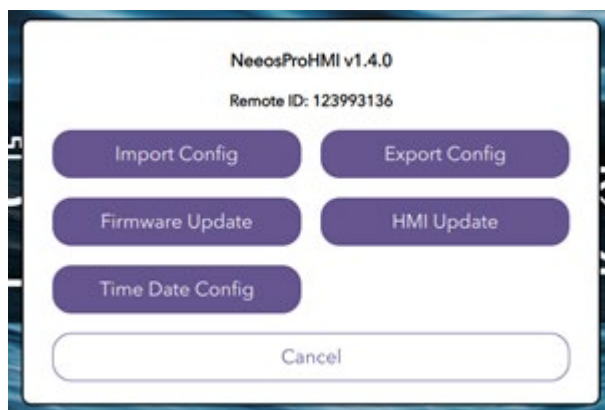 NeeosProHMI v1.4.0
Remote ID: 123993136
Import Config
Export Config
Firmware Update
HMI Update
Time Date Config
Cancel